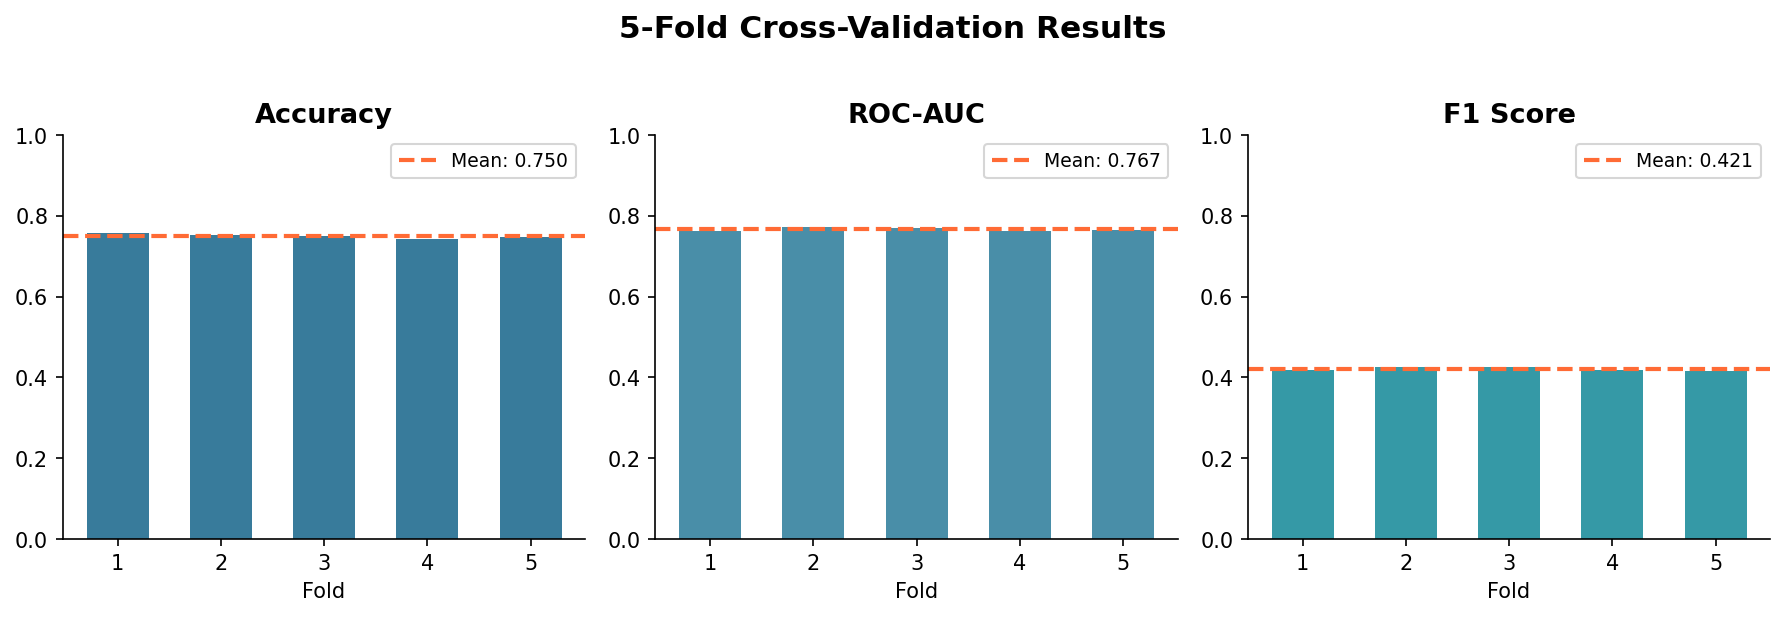 5-Fold Cross-Validation Results
Accuracy
1.0
0.8
0.6
0.4
0.2
0.0
Mean: 0.750
1 2 3 4 5
Fold
ROC-AUC
1.0
0.8
0.6
0.4
0.2
0.0
Mean: 0.767
1 2 3 4 5
Fold
F1 Score
1.0
0.8
0.6
0.4
0.2
0.0
Mean: 0.421
1 2 3 4 5
Fold